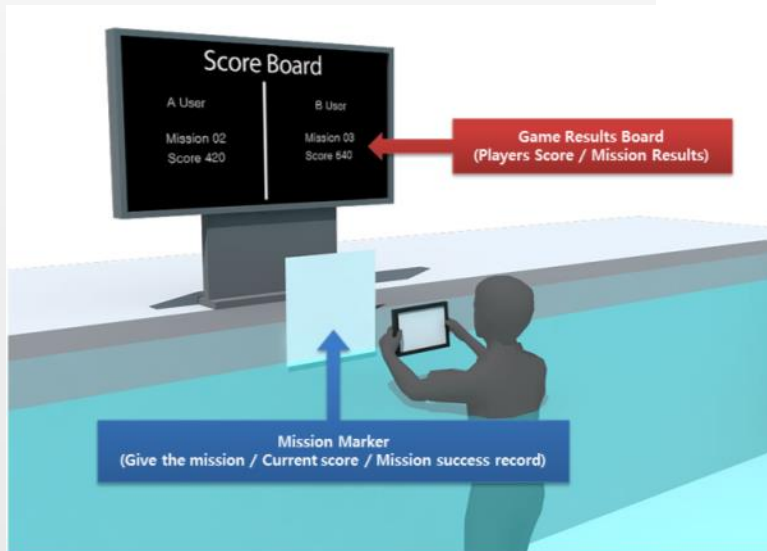 Score Board
A User
B User
Mission 02
Score 420
Mission 03
Score 640
Game Results Board
(Players Score / Mission Results)
Mission Marker
(Give the mission / Current score / Mission success record)